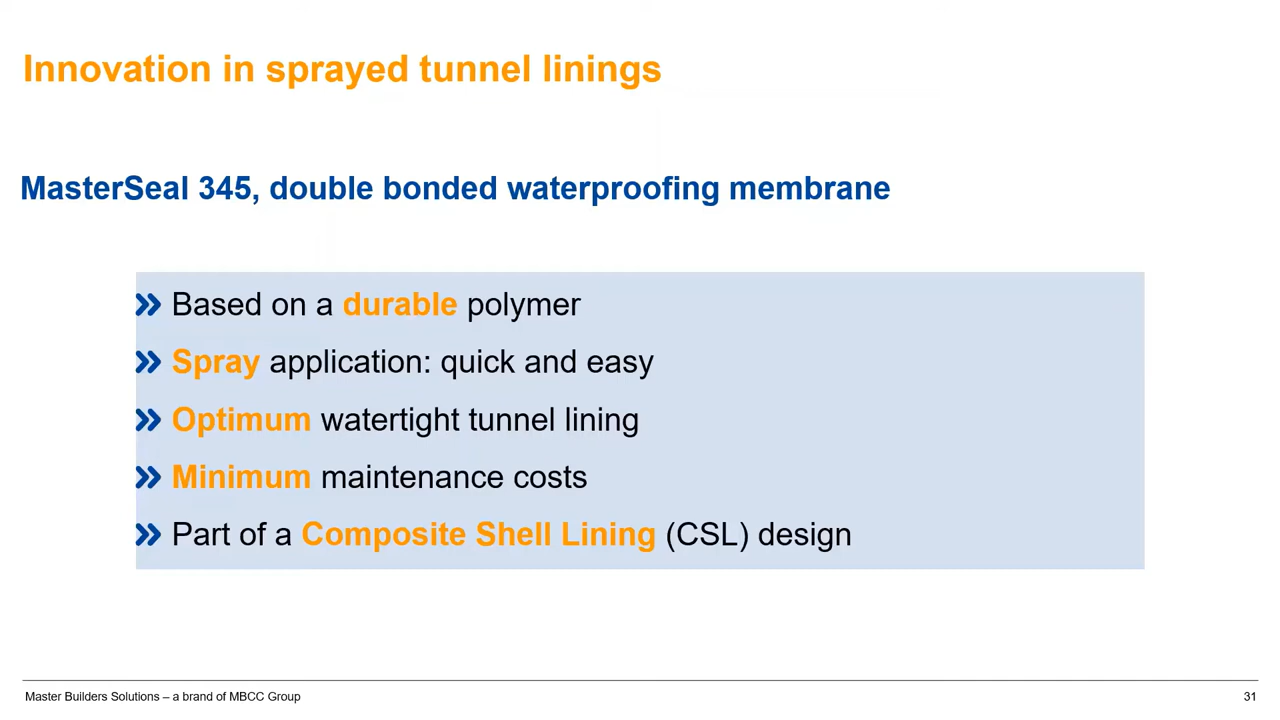 Innovation in sprayed tunnel linings
MasterSeal 345, double bonded waterproofing membrane
Based on a durable polymer
Spray application: quick and easy
Optimum watertight tunnel lining
Minimum maintenance costs
Part of a Composite Shell Lining (CSL) design
Master Builders Solutions – a brand of MBCC Group
31